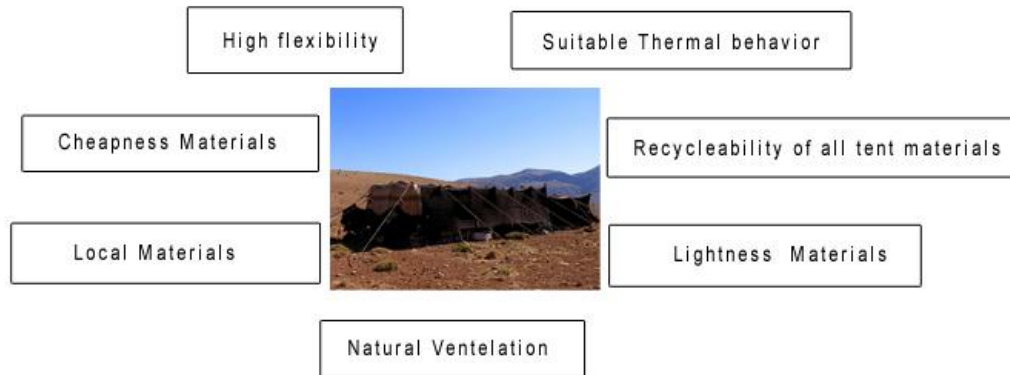 High flexibility
Suitable Thermal behavior
Cheapness Materials
Recycleability of all tent materials
Local Materials
Lightness Materials
Natural Ventelation